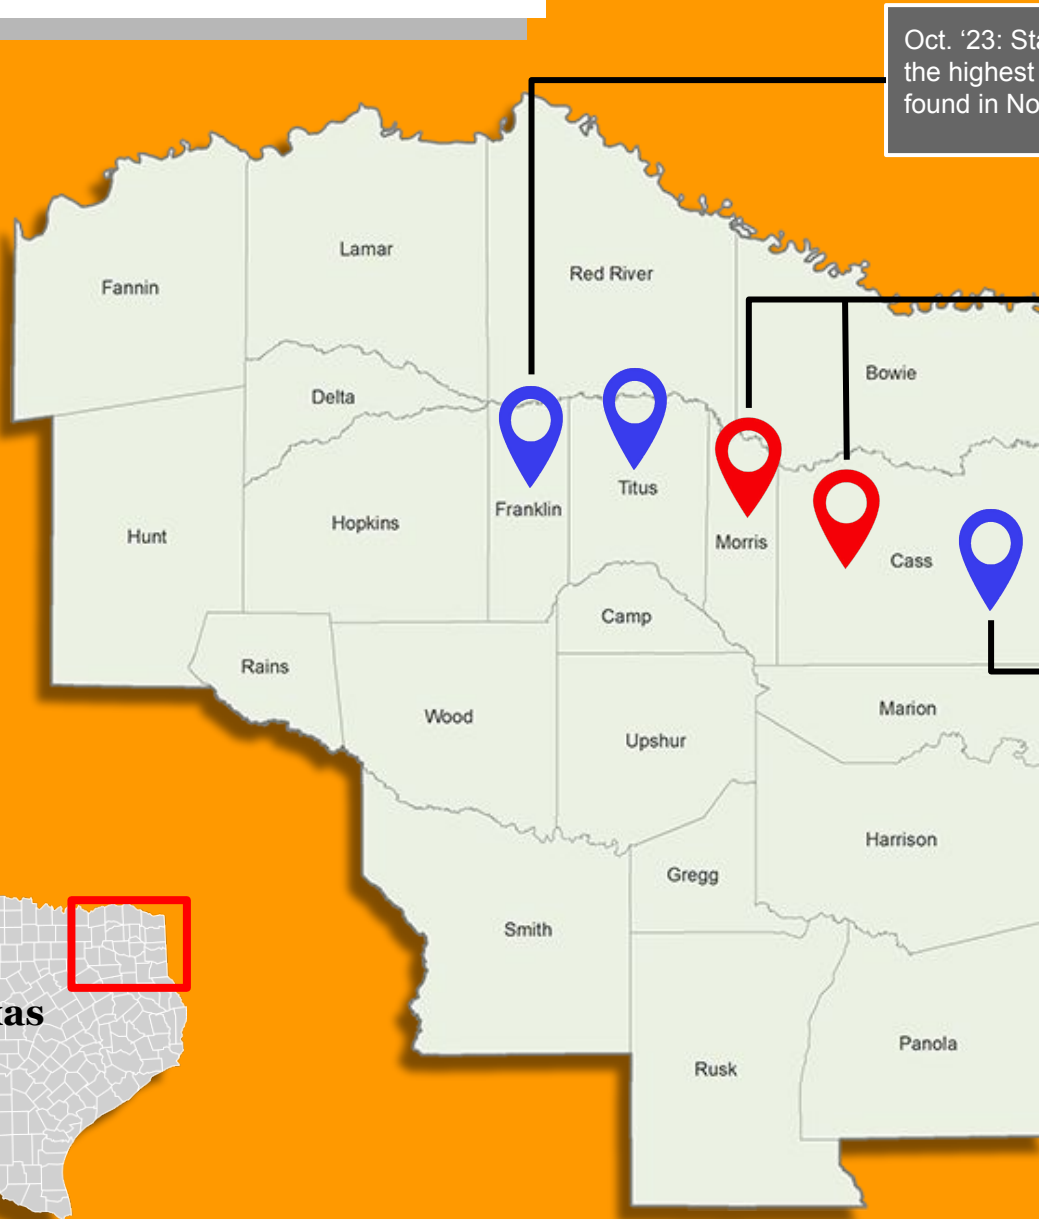 Oct. ‘23: Sta
the highest
found in No
Lamar
Red River
Fannin
Bowie
Delta
Titus
Franklin
Hopkins
Hunt
Morris
Cass
Camp
Rains
Marion
Wood
Upshur
Harrison
Gregg
Smith
as
Panola
Rusk